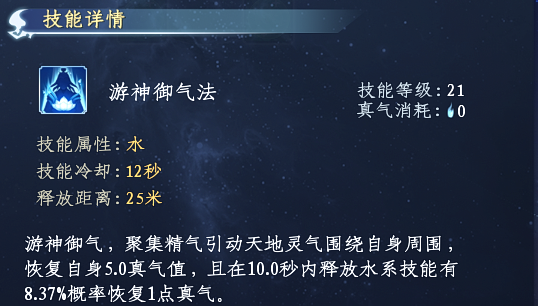 技能详情
游神御气法
技能等级:21
真气消耗:0
技能属性:水
技能冷却:12秒
释放距离:25米
游神御气，聚集精气引动天地灵气围绕自身周围，
恢复自身5.0真气值，且在10.0秒内释放水系技能有
8.37%概率恢复1点真气。